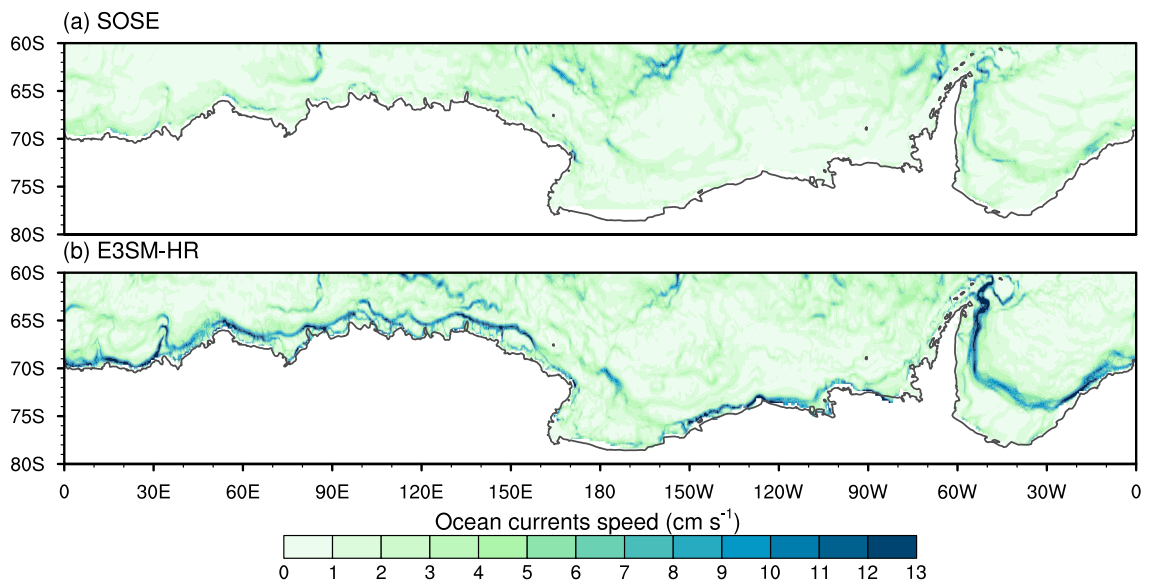 (a) SOSE
60S
65S
70S
75S
80S
(b) E3SM-HR
60S
65S
70S
75S
80S
0 30E 60E 90E 120E 150E 180 150W 120W 90W 60W 30W 0
Ocean currents speed (cm s⁻¹)
0 1 2 3 4 5 6 7 8 9 10 11 12 13